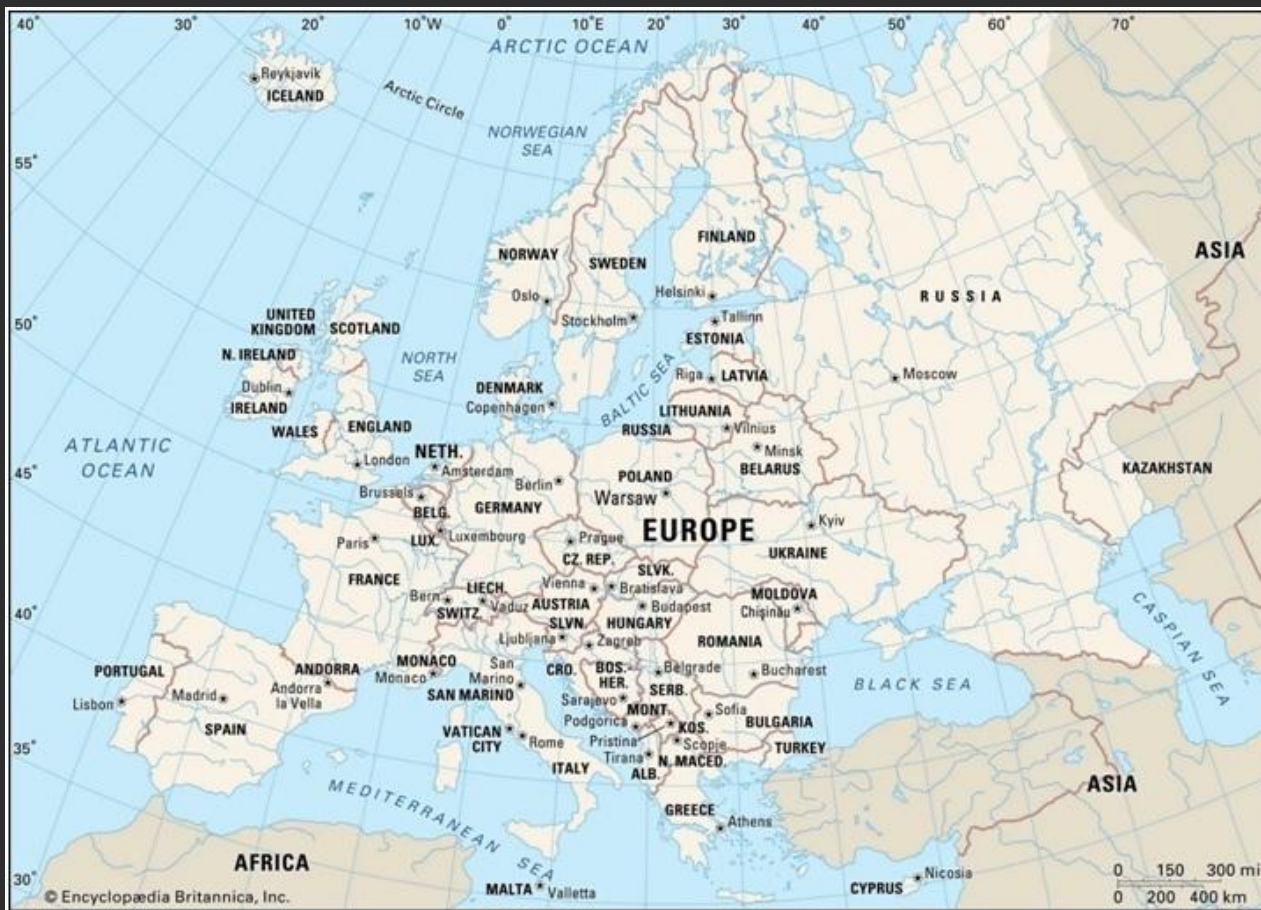 40°
30°
20°
10°W
0°
10°E
20°
30°
40°
50°
60°
70°
ARCTIC OCEAN
Reykjavík
ICELAND
Arctic Circle
NORWEGIAN
SEA
55°
50°
45°
40°
35°
30°
ASIA
FINLAND
NORWAY
SWEDEN
Helsinki
Oslo
Stockholm
RUSSIA
Tallinn
ESTONIA
UNITED
KINGDOM
SCOTLAND
N. IRELAND
Dublin
IRELAND
NORTH
SEA
DENMARK
Copenhagen
BALTIC SEA
Riga
LATVIA
Moscow
WALES
ENGLAND
London
LITHUANIA
RUSSIA
Vilnius
Minsk
BELARUS
ATLANTIC
OCEAN
NETH.
Amsterdam
Berlin
POLAND
Warsaw
KAZAKHSTAN
Brussels
BELG.
GERMANY
EUROPE
Kyiv
UKRAINE
Paris
LUX.
Luxembourg
Prague
CZ. REP.
SLVK.
FRANCE
Bern
LIECH.
Vaduz
SWITZ.
Vienna
Bratislava
AUSTRIA
Budapest
HUNGARY
MOLDOVA
Chişinău
SLVN.
Ljubljana
Zagreb
ROMANIA
CASPIAN SEA
PORTUGAL
Lisbon
Madrid
SPAIN
ANDORRA
Andorra
la Vella
MONACO
Monaco
San
Marino
SAN MARINO
CRO.
BOS.
HER.
Belgrade
SERB.
Bucharest
BLACK SEA
Sarajevo
MONT.
Podgorica
KOS.
Sofia
BULGARIA
VATICAN
CITY
Rome
ITALY
Pristina
Scopje
Tirana
N. MACED.
ALB.
TURKEY
ASIA
MEDITERRANEAN SEA
GREECE
Athens
AFRICA
MALTA
Valletta
CYPRUS
Nicosia
0 150 300 mi
0 200 400 km
© Encyclopædia Britannica, Inc.